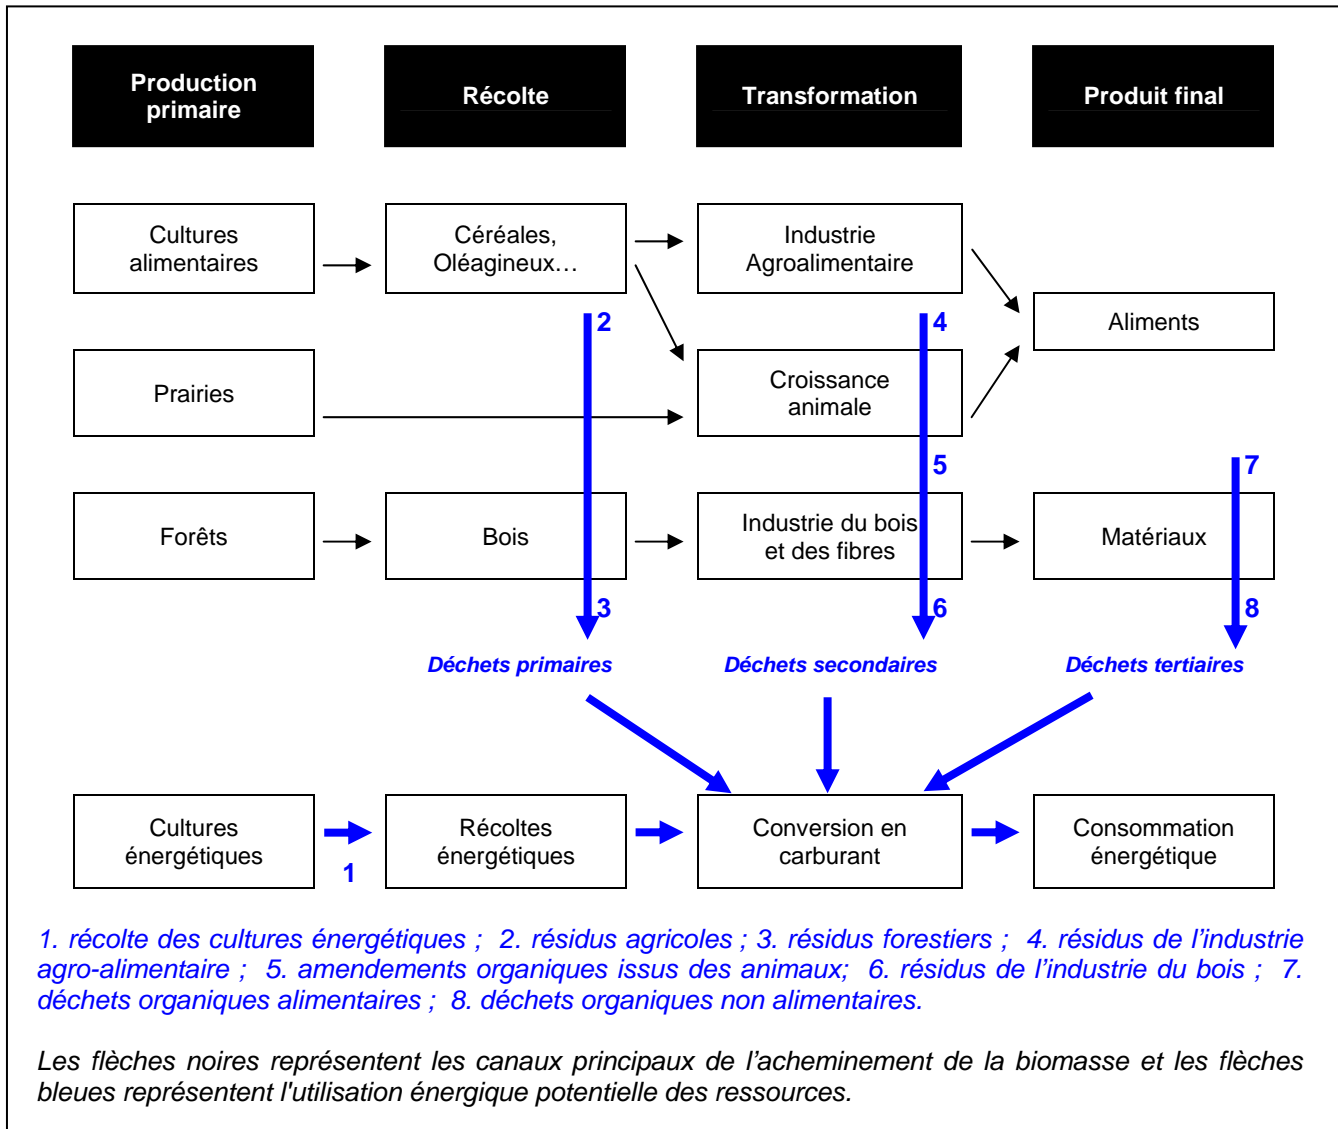 Production
primaire
Récolte
Transformation
Produit final
Cultures
alimentaires
Céréales,
Oléagineux…
Industrie
Agroalimentaire
Aliments
2
4
Prairies
Croissance
animale
5
7
Forêts
Bois
Industrie du bois
et des fibres
Matériaux
3
6
8
Déchets primaires
Déchets secondaires
Déchets tertiaires
Cultures
énergétiques
1
Récoltes
énergétiques
Conversion en
carburant
Consommation
énergétique
1. récolte des cultures énergétiques ; 2. résidus agricoles ; 3. résidus forestiers ; 4. résidus de l'industrie
agro-alimentaire ; 5. amendements organiques issus des animaux; 6. résidus de l'industrie du bois ; 7.
déchets organiques alimentaires ; 8. déchets organiques non alimentaires.
Les flèches noires représentent les canaux principaux de l'acheminement de la biomasse et les flèches
bleues représentent l'utilisation énergique potentielle des ressources.